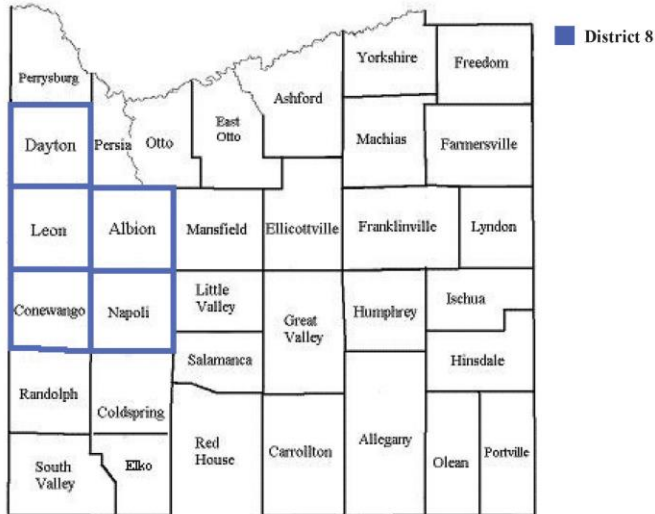 District 8
Yorkshire
Freedom
Perrysburg
Ashford
East
Otto
Dayton
Persia
Otto
Machias
Farmersville
Leon
Albion
Mansfield
Ellicottville
Franklinville
Lyndon
Conewango
Napoli
Little
Valley
Great
Valley
Humphrey
Ischua
Salamanca
Hinsdale
Randolph
Coldspring
Red
House
Carrollton
Allegany
Olean
Portville
South
Valley
Elko